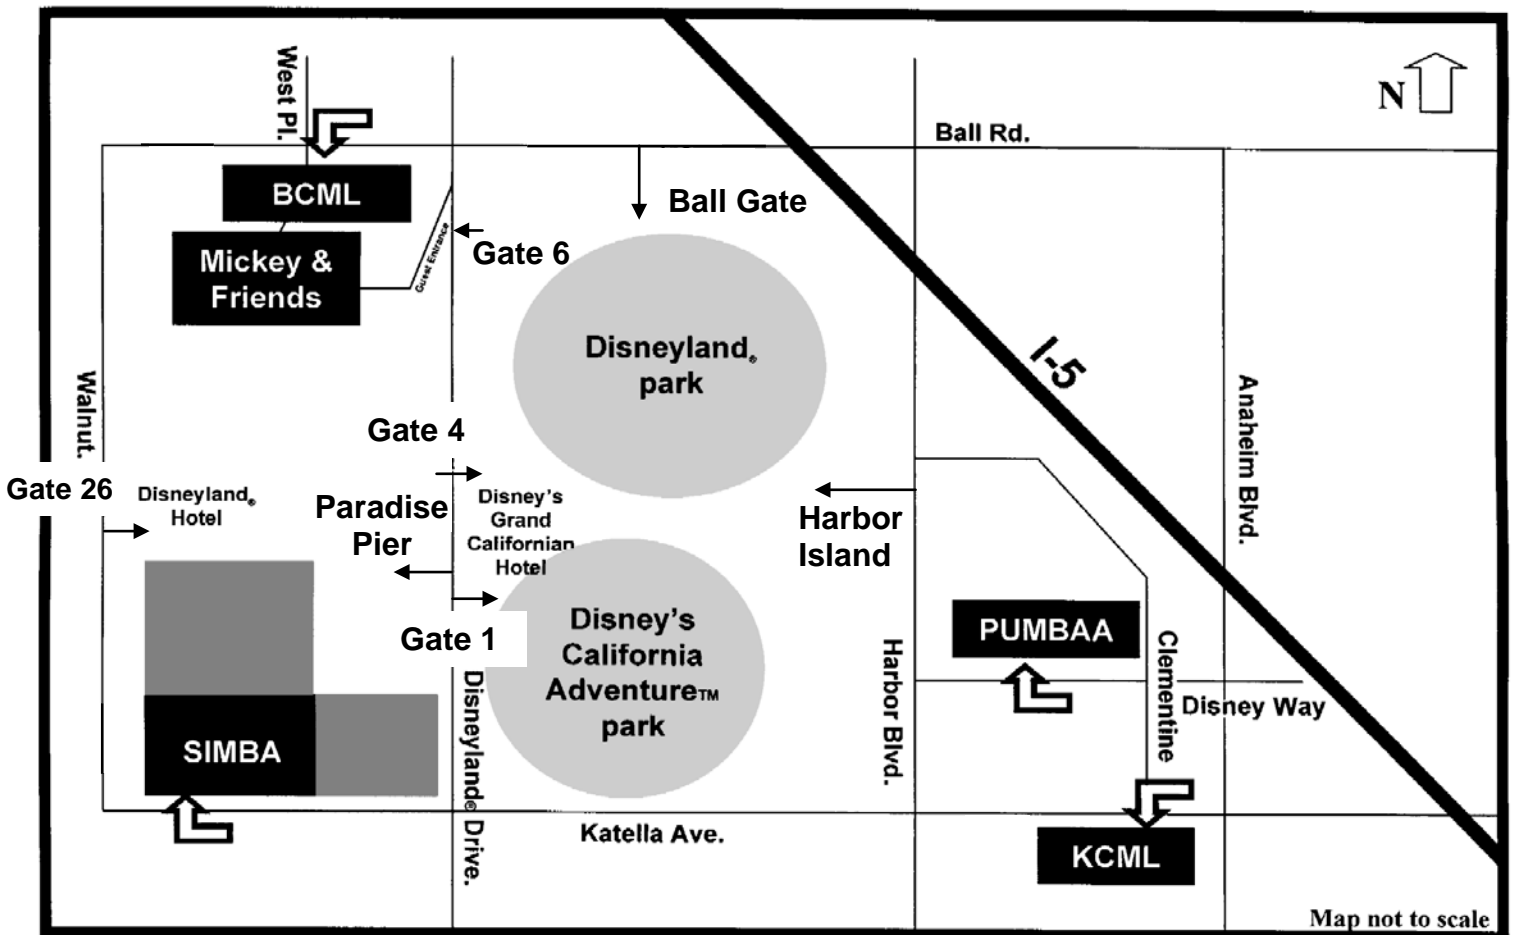 West Pl.
N
Ball Rd.
BCML
Ball Gate
Gate 6
Mickey &
Friends
Guest Entrance
Disneyland®
park
I-5
Walnut.
Anaheim Blvd.
Gate 4
Gate 26
Disneyland®
Hotel
Paradise
Pier
Disney's
Grand
Californian
Hotel
Harbor
Island
Gate 1
Disney's
California
Adventure™
park
PUMBAA
Clementine
Harbor Blvd.
Disney Way
Disneyland® Drive.
SIMBA
Katella Ave.
KCML
Map not to scale